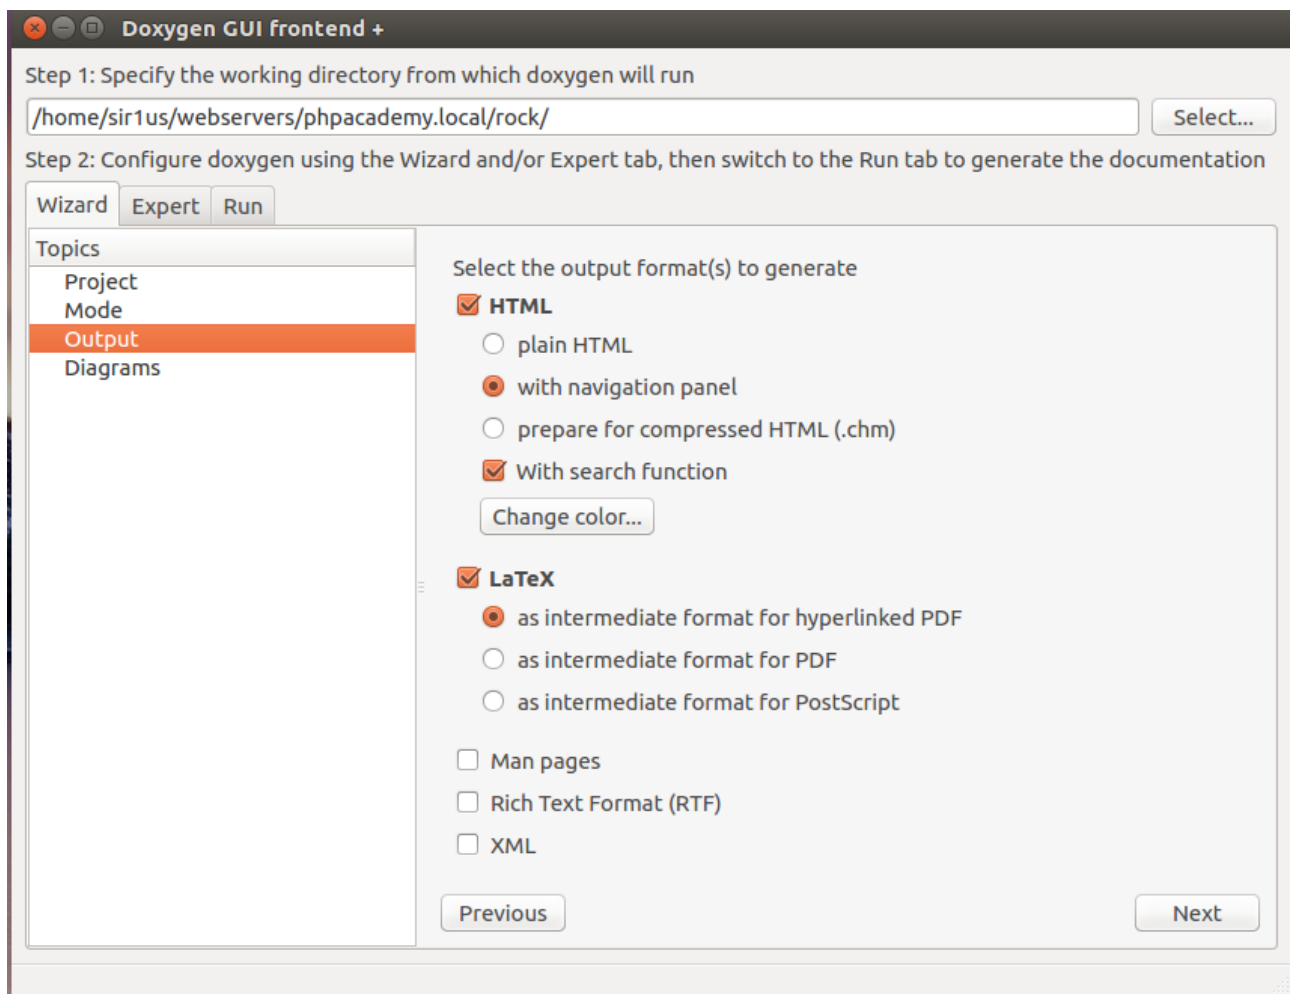 Doxygen GUI frontend +
Step 1: Specify the working directory from which doxygen will run
/home/sir1us/webservers/phpacademy.local/rock/
Select...
Step 2: Configure doxygen using the Wizard and/or Expert tab, then switch to the Run tab to generate the documentation
Wizard
Expert
Run
Topics
Project
Mode
Output
Diagrams
Select the output format(s) to generate
HTML
plain HTML
with navigation panel
prepare for compressed HTML (.chm)
With search function
Change color...
LaTeX
as intermediate format for hyperlinked PDF
as intermediate format for PDF
as intermediate format for PostScript
Man pages
Rich Text Format (RTF)
XML
Previous
Next